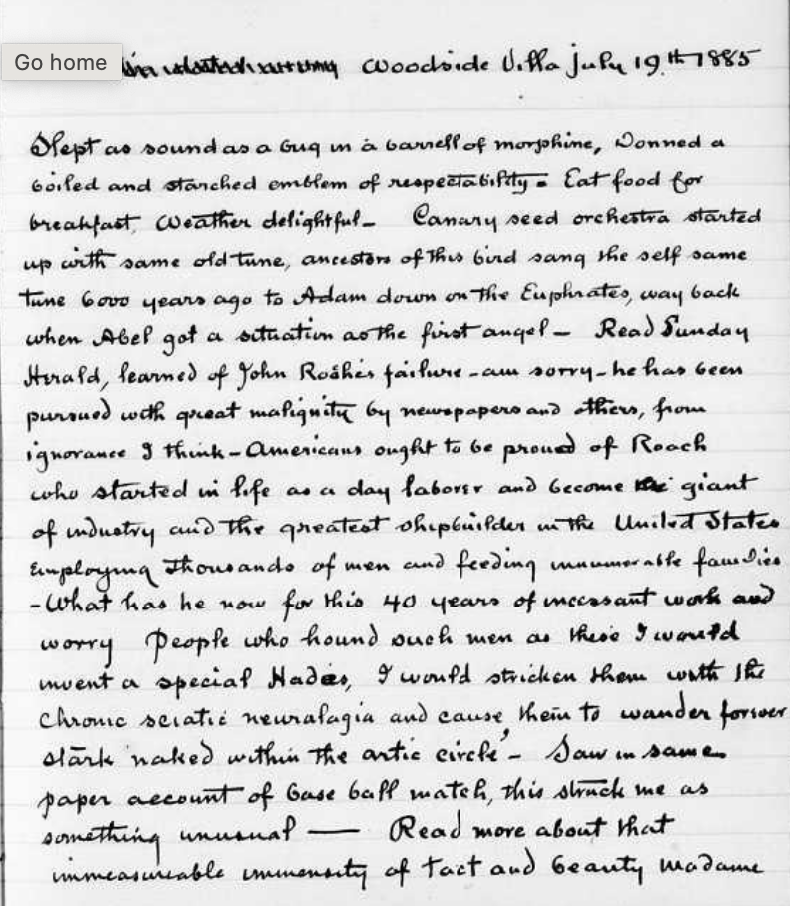 Go home
Woodside Villa July 19th 1885
Slept as sound as a bug in a barrell of morphine, Donned a
boiled and starched emblem of respectability. Eat food for
breakfast, Weather delightful— Canary seed orchestra started
up with same old tune, ancestors of this bird sang the self same
tune 6000 years ago to Adam down on the Euphrates, way back
when Abel got a situation as the first angel — Read Sunday
Herald, learned of John Roaches failure—am sorry—he has been
pursued with great malignity by newspapers and others, from
ignorance I think—Americans ought to be proud of Roach
who started in life as a day laborer and become the giant
of industry and the greatest shipbuilder in the United States
employing thousands of men and feeding innumerable families
-What has he now for this 40 years of incessant work and
worry People who hound such men as these I would
invent a special Hades, I would stricken them with the
chronic sciatic neuralagia and cause them to wander forever
stark naked within the artic circle.— Saw in same
paper account of base ball match, this struck me as
something unusual — Read more about that
immeasureable immensity of tact and beauty Madame